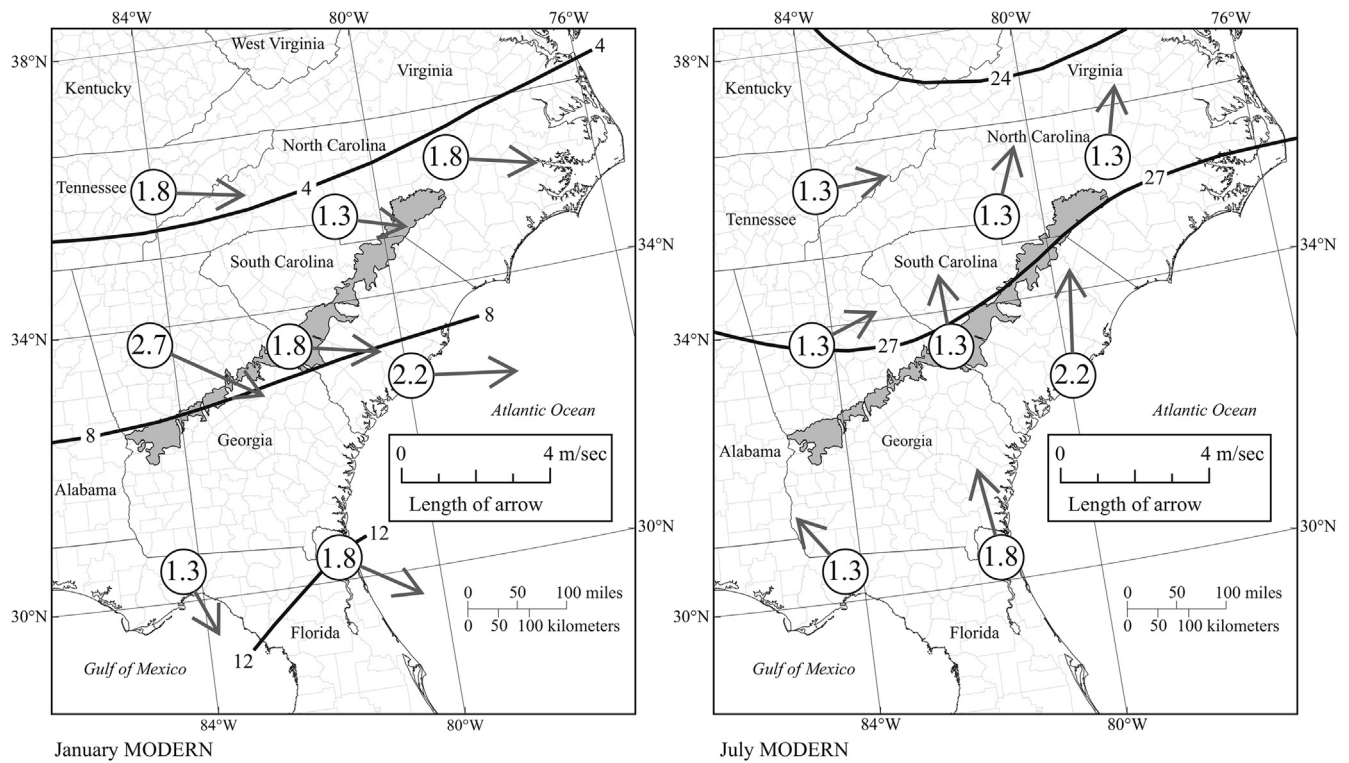 84°W 80°W 76°W
West Virginia
4
Virginia
38°N
Kentucky
North Carolina
1.8
Tennessee
1.8
4
1.3
South Carolina
34°N
8
34°N
2.7
1.8
2.2
Atlantic Ocean
8
Georgia
0 4 m/sec
Length of arrow
Alabama
30°N
12
1.8
1.3
0 50 100 miles
0 50 100 kilometers
30°N
Florida
12
Gulf of Mexico
84°W 80°W
January MODERN
84°W 80°W 76°W
24
Virginia
38°N
Kentucky
North Carolina
1.3
27
1.3
1.3
Tennessee
South Carolina
34°N
34°N
1.3
27
1.3
2.2
Atlantic Ocean
Georgia
Alabama
0 4 m/sec
Length of arrow
30°N
1.8
1.3
0 50 100 miles
0 50 100 kilometers
30°N
Florida
Gulf of Mexico
84°W 80°W
July MODERN